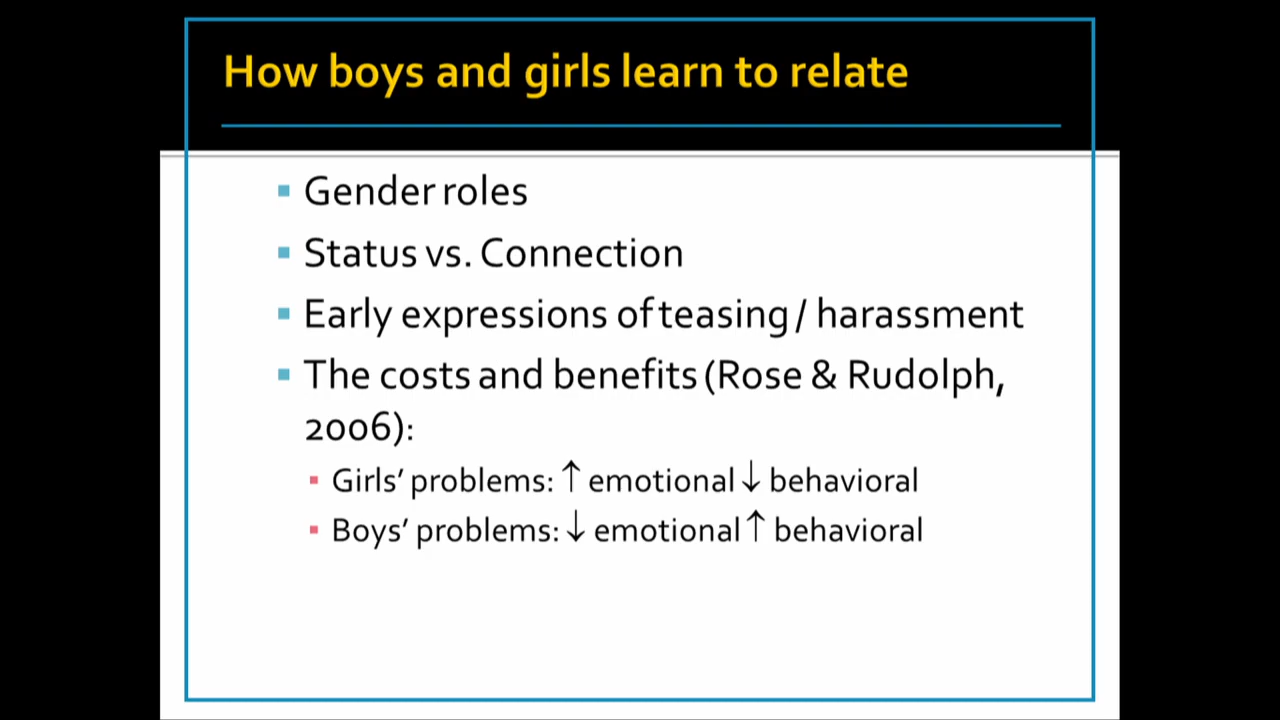 How boys and girls learn to relate
▪ Gender roles
▪ Status vs. Connection
▪ Early expressions of teasing / harassment
▪ The costs and benefits (Rose & Rudolph,
2006):
▪ Girls' problems: ↑ emotional ↓ behavioral
▪ Boys' problems: ↓ emotional ↑ behavioral